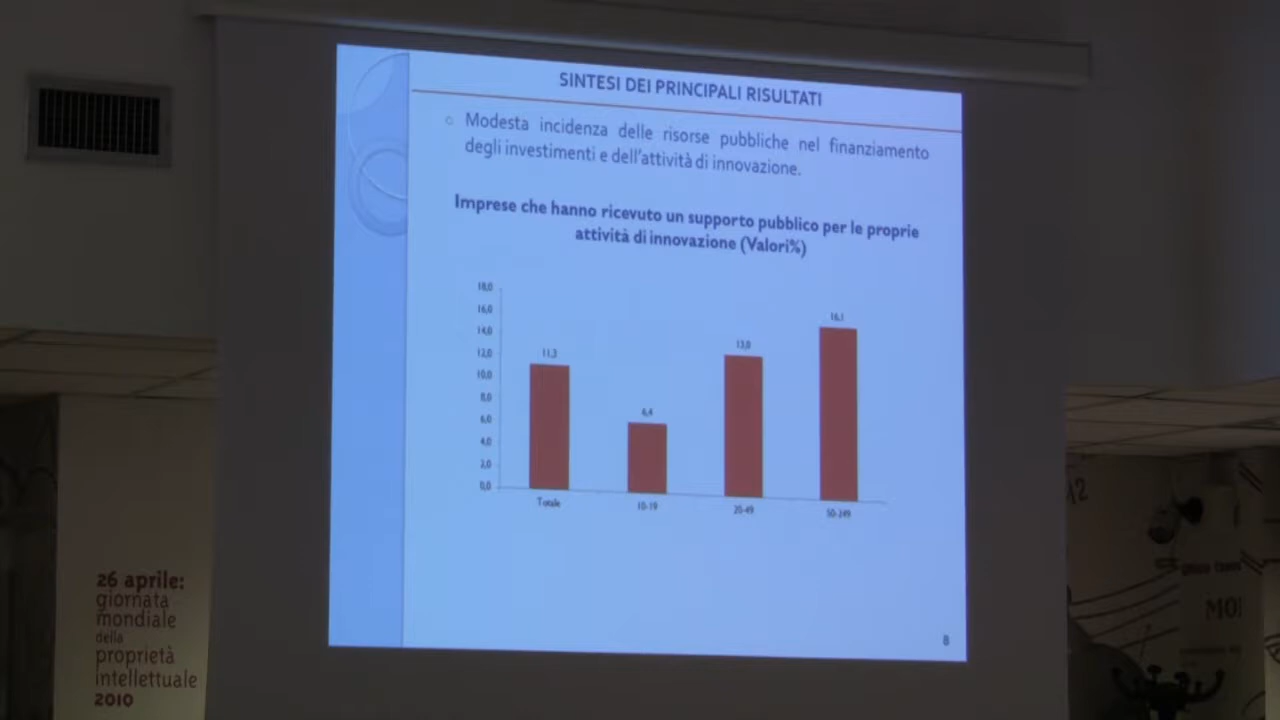 SINTESI DEI PRINCIPALI RISULTATI
Modesta incidenza delle risorse pubbliche nel finanziamento
degli investimenti e dell'attività di innovazione.
Imprese che hanno ricevuto un supporto pubblico per le proprie
attività di innovazione (Valori%)
18,0
16,0
14,0
12,0
10,0
8,0
6,0
4,0
2,0
0,0
11,3
6,4
13,0
16,1
Totale
10-19
20-49
50-249
8
26 aprile:
giornata
mondiale
della
proprietà
intellettuale
2010